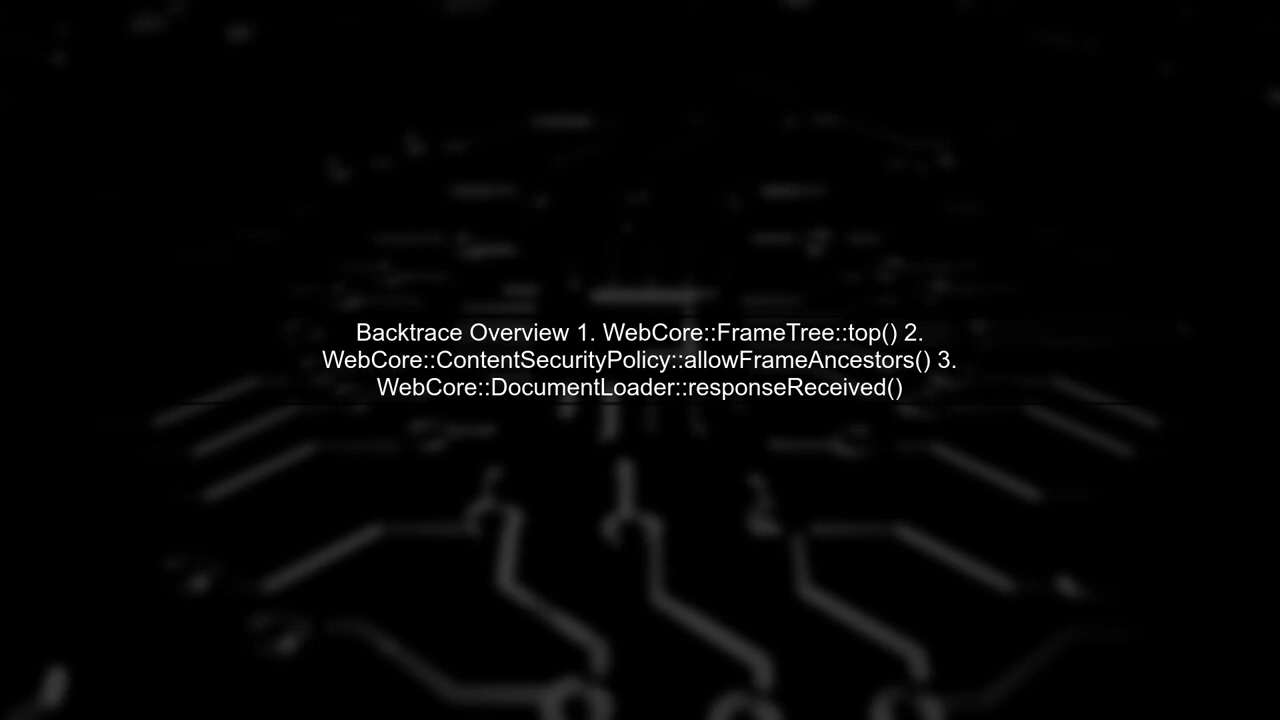 Backtrace Overview 1. WebCore::FrameTree::top() 2.
WebCore::ContentSecurityPolicy::allowFrameAncestors() 3.
WebCore::DocumentLoader::responseReceived()